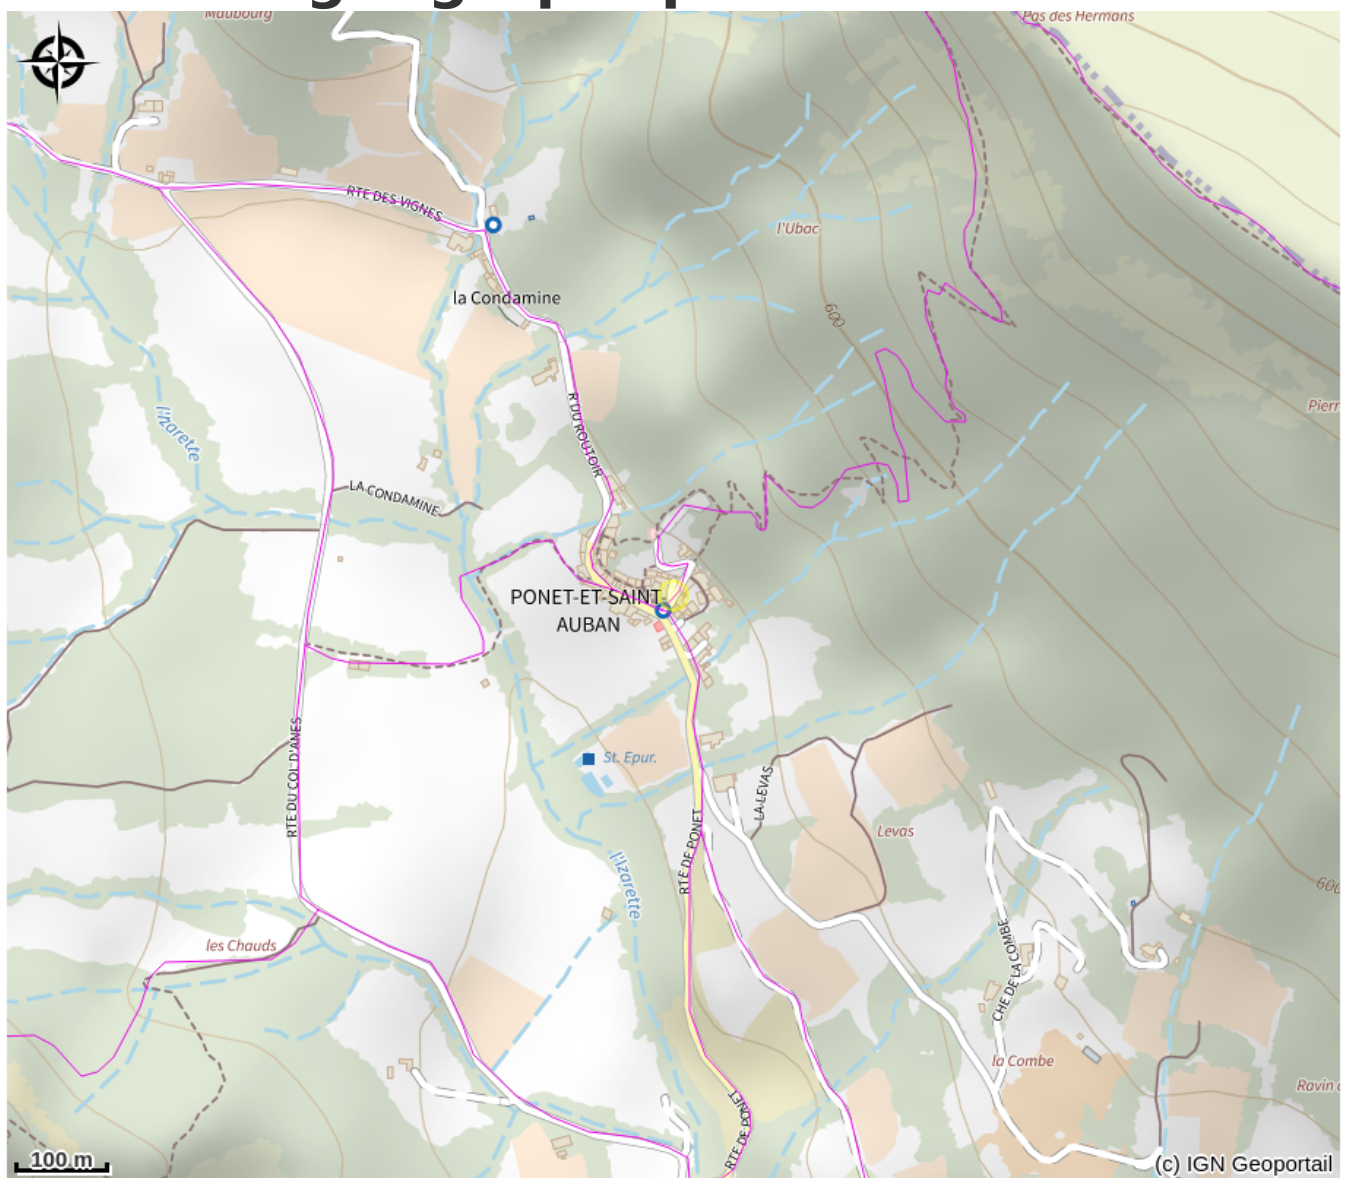 Maubourg
Pas des Hermans
RTE DES VIGNES
l'Ubac
la Condamine
600
Pierr
l'Izarette
R DU ROUTOIR
LA CONDAMINE
PONET-ET-SAINT-
AUBAN
RTE DU COL D'ANES
St. Epur.
LA LEVAS
RTE DE PONET
Levas
l'Izarette
600
les Chauds
CHE DE LA COMBE
la Combe
Ravin d
RTE DE PONET
100 m
(c) IGN Geoportail